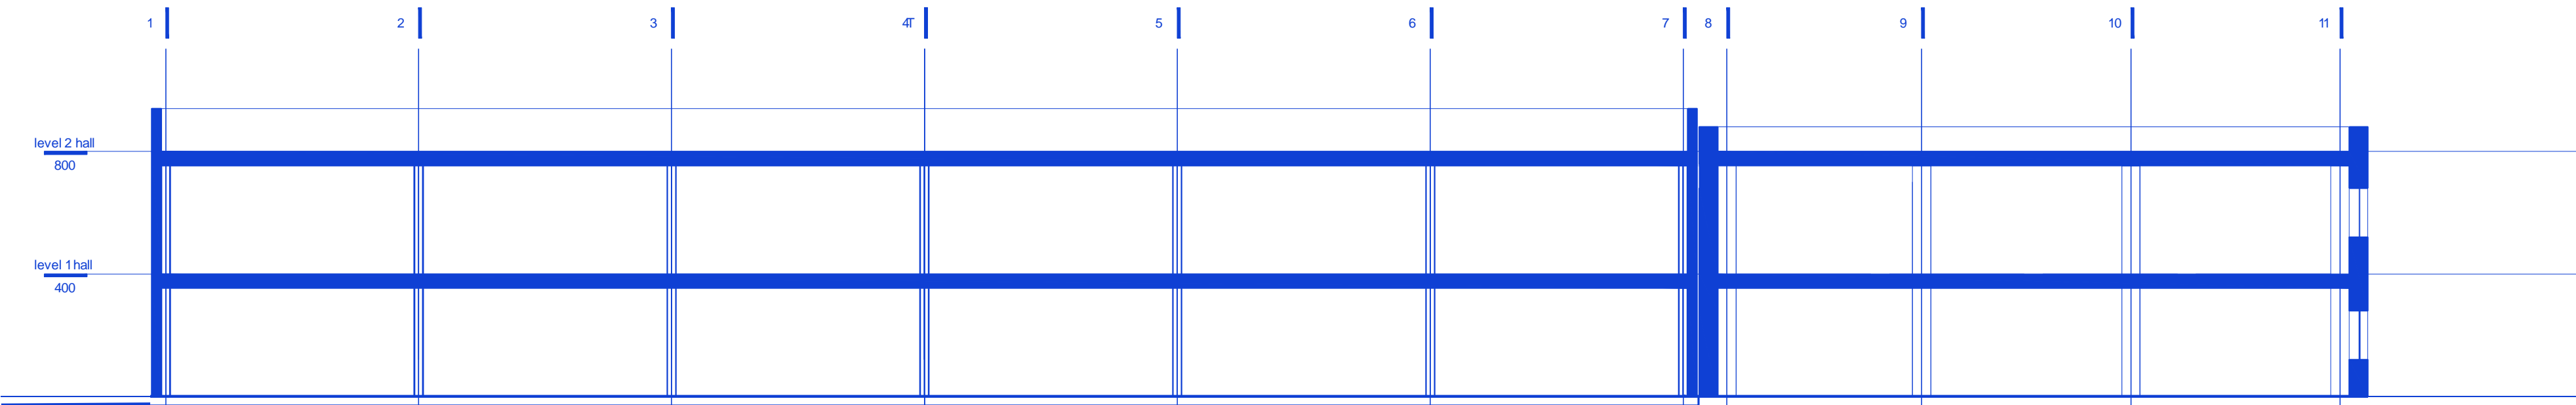 1 2 3 4T 5 6 7 8 9 10 11
level 2 hall
800
level 1 hall
400